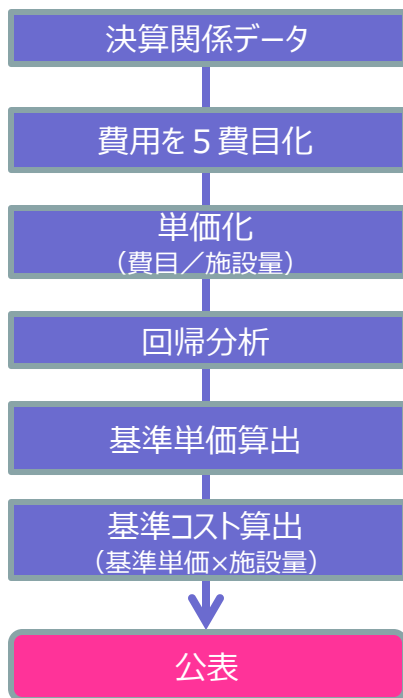 決算関係データ
費用を５費目化
単価化
（費目／施設量）
回帰分析
基準単価算出
基準コスト算出
（基準単価×施設量）
公表